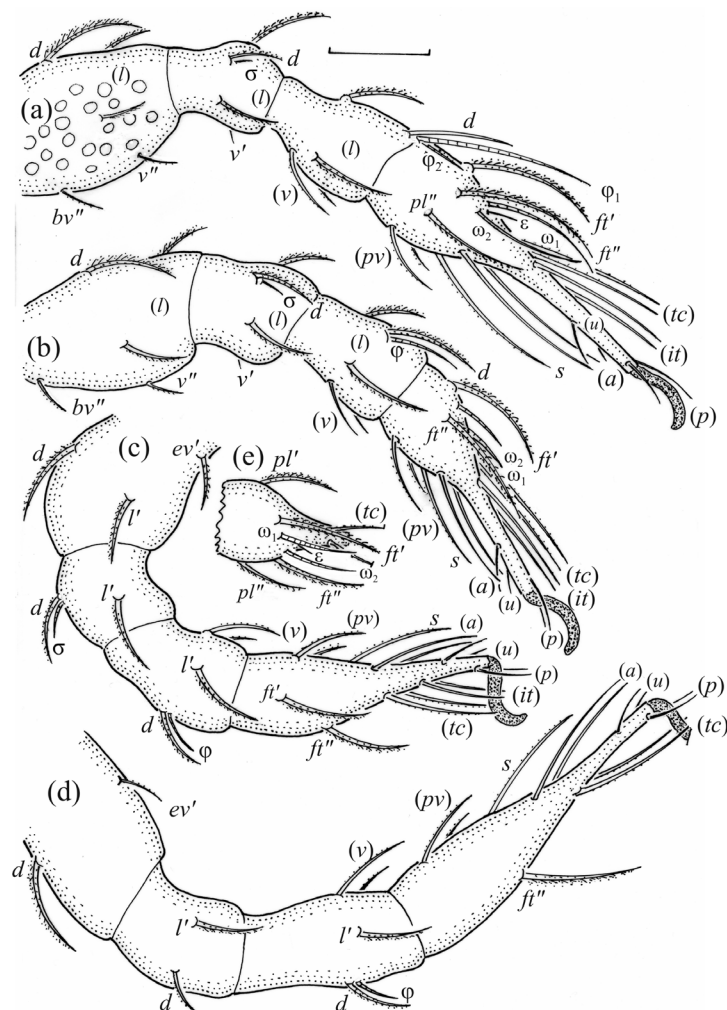 d
(l)
σ
d
(a)
(l)
v'
v"
bv"
(v)
(l)
d
φ₂
φ₁
pl"
ft'
ft"
ε
ω₂
ω₁
(pv)
(tc)
(u)
(it)
s
(a)
(p)
d
(l)
σ
d
(l)
(b)
v"
v'
bv"
(l)
φ
d
(v)
ft"
ω₂
ω₁
ft'
(pv)
s
(a)
(u)
(tc)
(it)
(p)
(c)
d
ev'
l'
d
l'
σ
(v)
(pv)
s
(a)
(u)
l'
(p)
ft'
(it)
d
φ
ft"
(tc)
(e)
pl'
(tc)
ω₁
ε
ft'
ω₂
pl"
ft"
(d)
ev'
d
l'
d
(v)
l'
d
φ
(pv)
s
(a)
(u)
(p)
(tc)
ft"